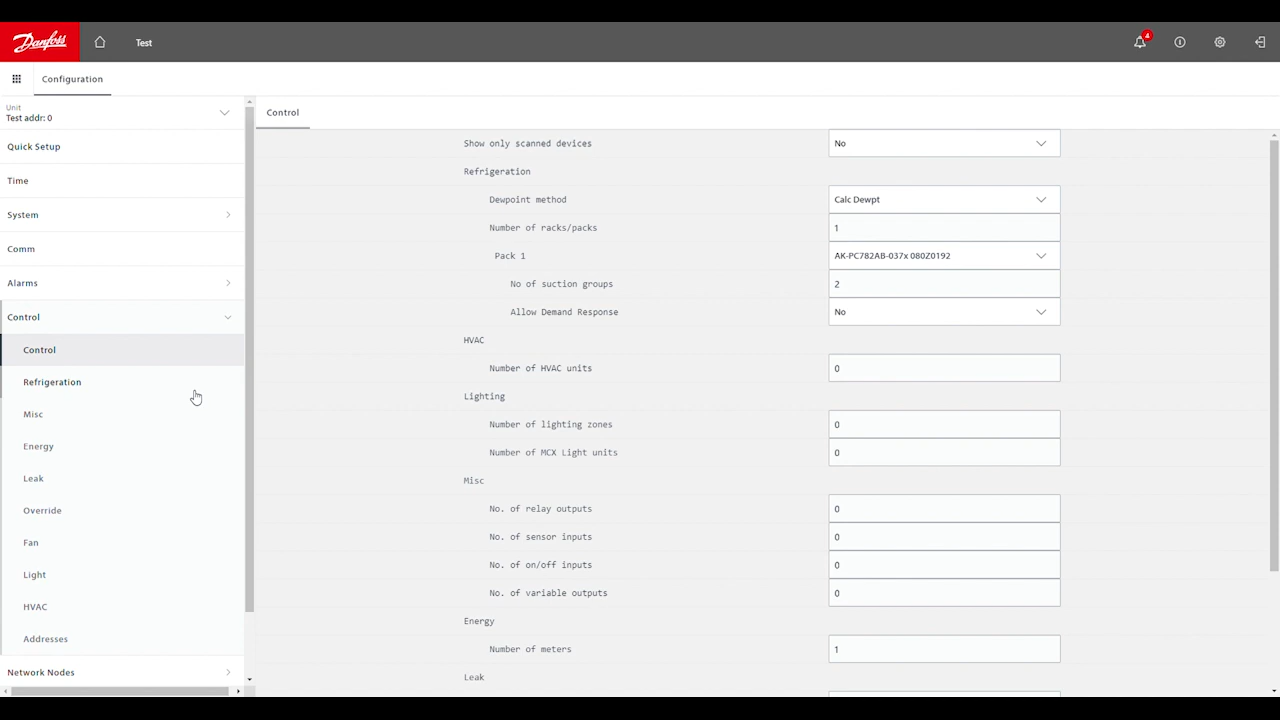 Danfoss
Test
4
Configuration
Unit
Test addr: 0
Quick Setup
Time
System
Comm
Alarms
Control
Control
Refrigeration
Misc
Energy
Leak
Override
Fan
Light
HVAC
Addresses
Network Nodes
Control
Show only scanned devices No
Refrigeration
Dewpoint method Calc Dewpt
Number of racks/packs 1
Pack 1 AK-PC782AB-037x 080Z0192
No of suction groups 2
Allow Demand Response No
HVAC
Number of HVAC units 0
Lighting
Number of lighting zones 0
Number of MCX Light units 0
Misc
No. of relay outputs 0
No. of sensor inputs 0
No. of on/off inputs 0
No. of variable outputs 0
Energy
Number of meters 1
Leak